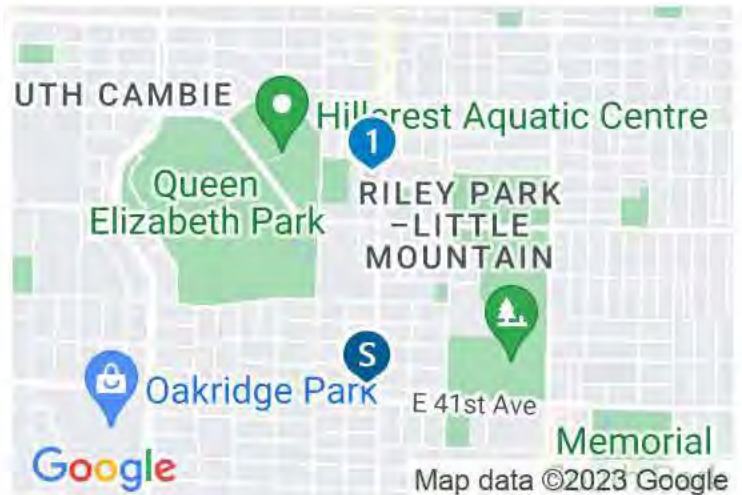 UTH CAMBIE
Hillcrest Aquatic Centre
1
Queen
Elizabeth Park
RILEY PARK
–LITTLE
MOUNTAIN
S
Oakridge Park
E 41st Ave
Memorial
Google
Map data ©2023 Google